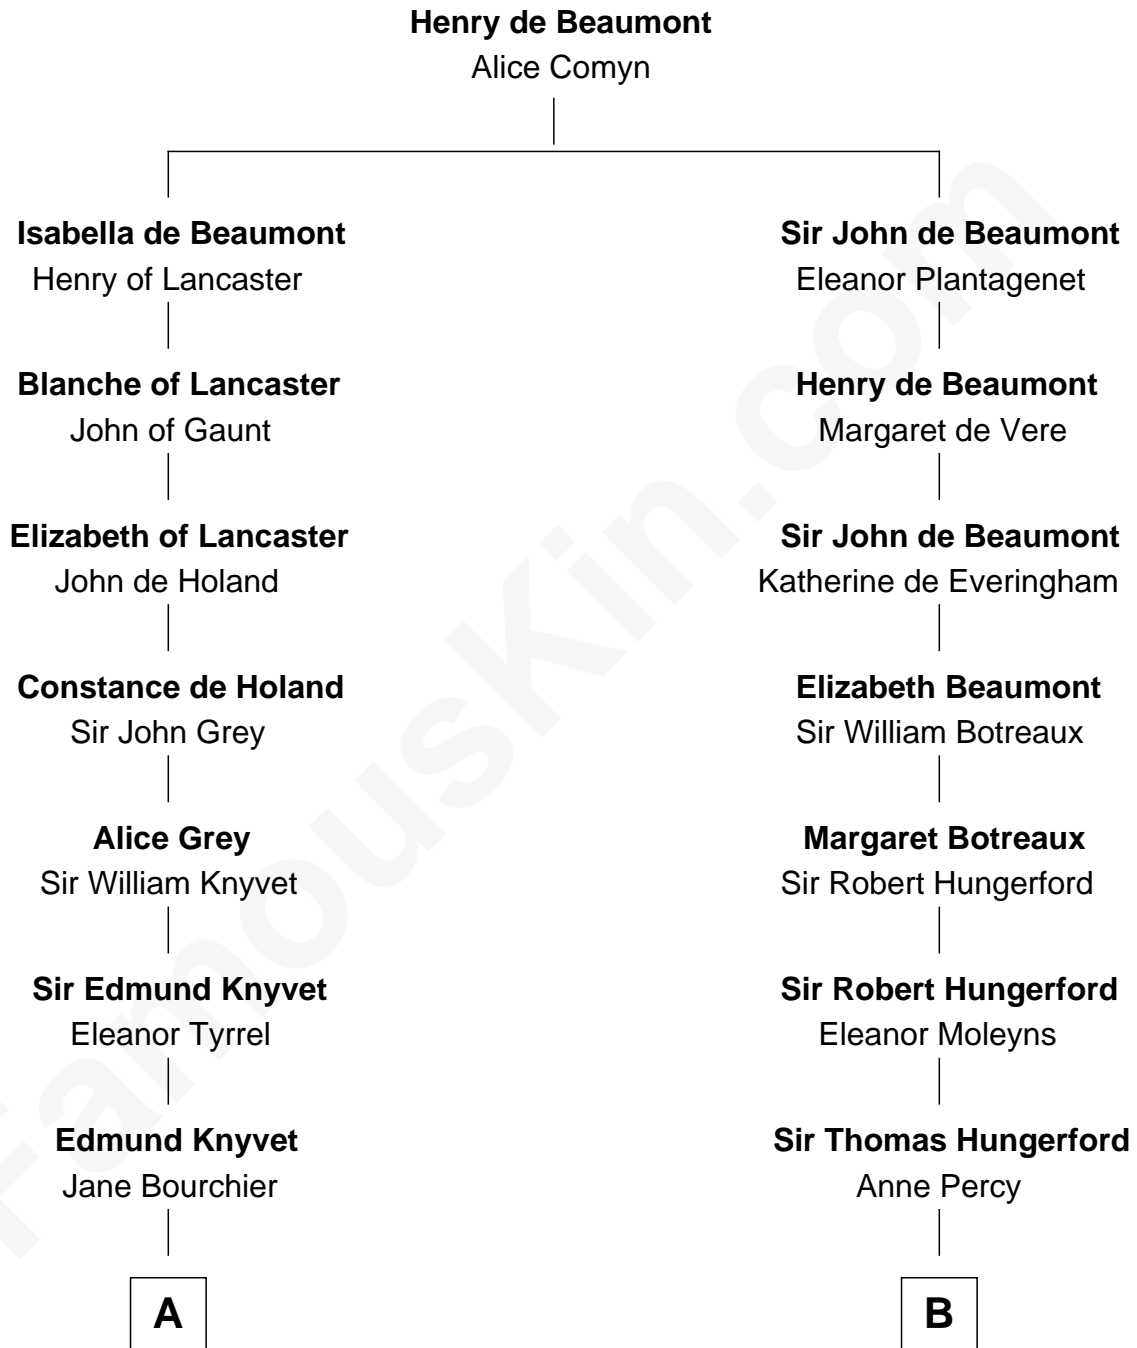 Henry de Beaumont
Alice Comyn
Isabella de Beaumont
Henry of Lancaster
Sir John de Beaumont
Eleanor Plantagenet
Blanche of Lancaster
John of Gaunt
Henry de Beaumont
Margaret de Vere
Elizabeth of Lancaster
John de Holand
Sir John de Beaumont
Katherine de Everingham
Constance de Holand
Sir John Grey
Elizabeth Beaumont
Sir William Botreaux
Alice Grey
Sir William Knyvet
Margaret Botreaux
Sir Robert Hungerford
Sir Edmund Knyvet
Eleanor Tyrrel
Sir Robert Hungerford
Eleanor Moleyns
Edmund Knyvet
Jane Bourchier
Sir Thomas Hungerford
Anne Percy
A
B
FamousKin.com